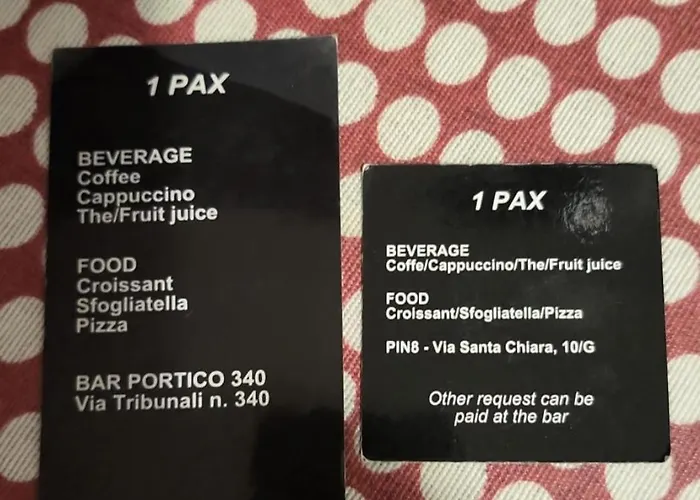 1 PAX
BEVERAGE
Coffee
Cappuccino
The/Fruit juice
FOOD
Croissant
Sfogliatella
Pizza
BAR PORTICO 340
Via Tribunali n. 340
1 PAX
BEVERAGE
Coffe/Cappuccino/The/Fruit juice
FOOD
Croissant/Sfogliatella/Pizza
PIN8 - Via Santa Chiara, 10/G
Other request can be
paid at the bar